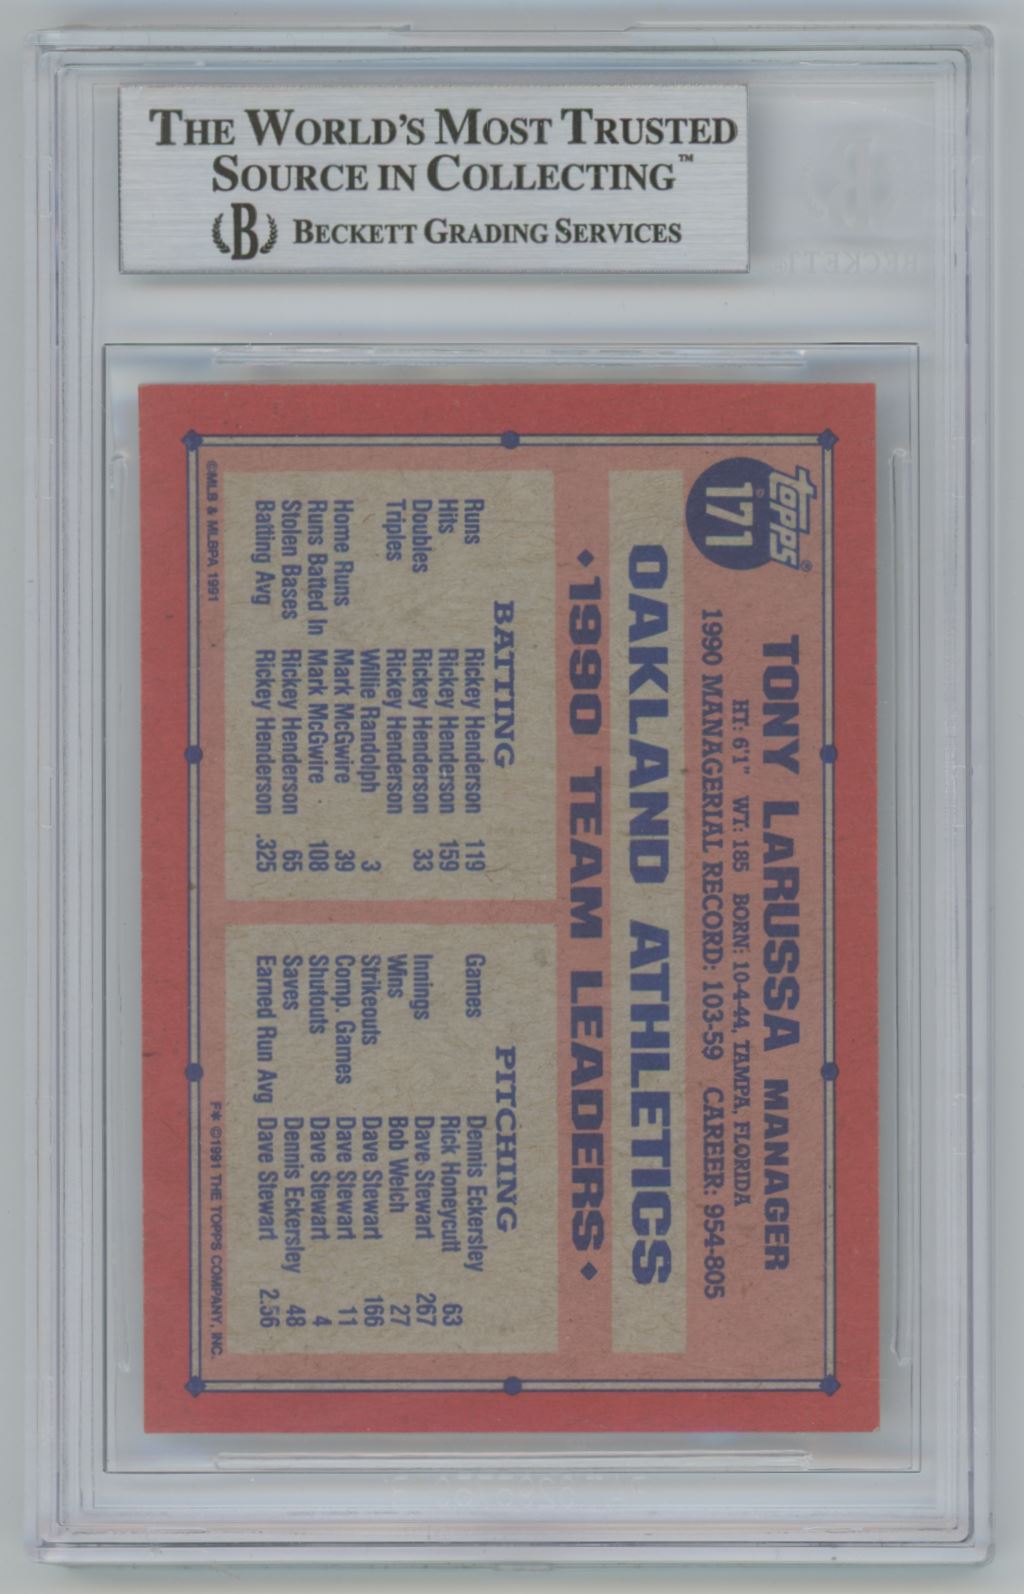 THE WORLD'S MOST TRUSTED
SOURCE IN COLLECTING™
B BECKETT GRADING SERVICES
B
BECKETT®
topps®
171
TONY LARUSSA MANAGER
HT: 6'1" WT: 185 BORN: 10-4-44, TAMPA, FLORIDA
1990 MANAGERIAL RECORD: 103-59 CAREER: 954-805
OAKLAND ATHLETICS
♦1990 TEAM LEADERS♦
BATTING
Runs Rickey Henderson 119
Hits Rickey Henderson 159
Doubles Rickey Henderson 33
Triples Rickey Henderson
Willie Randolph 3
Home Runs Mark McGwire 39
Runs Batted In Mark McGwire 108
Stolen Bases Rickey Henderson 65
Batting Avg Rickey Henderson .325
PITCHING
Games Dennis Eckersley
Rick Honeycutt 63
Innings Dave Stewart 267
Wins Bob Welch 27
Strikeouts Dave Stewart 166
Comp. Games Dave Stewart 11
Shutouts Dave Stewart 4
Saves Dennis Eckersley 48
Earned Run Avg Dave Stewart 2.56
©MLB & MLBPA 1991
F* ©1991 THE TOPPS COMPANY, INC.